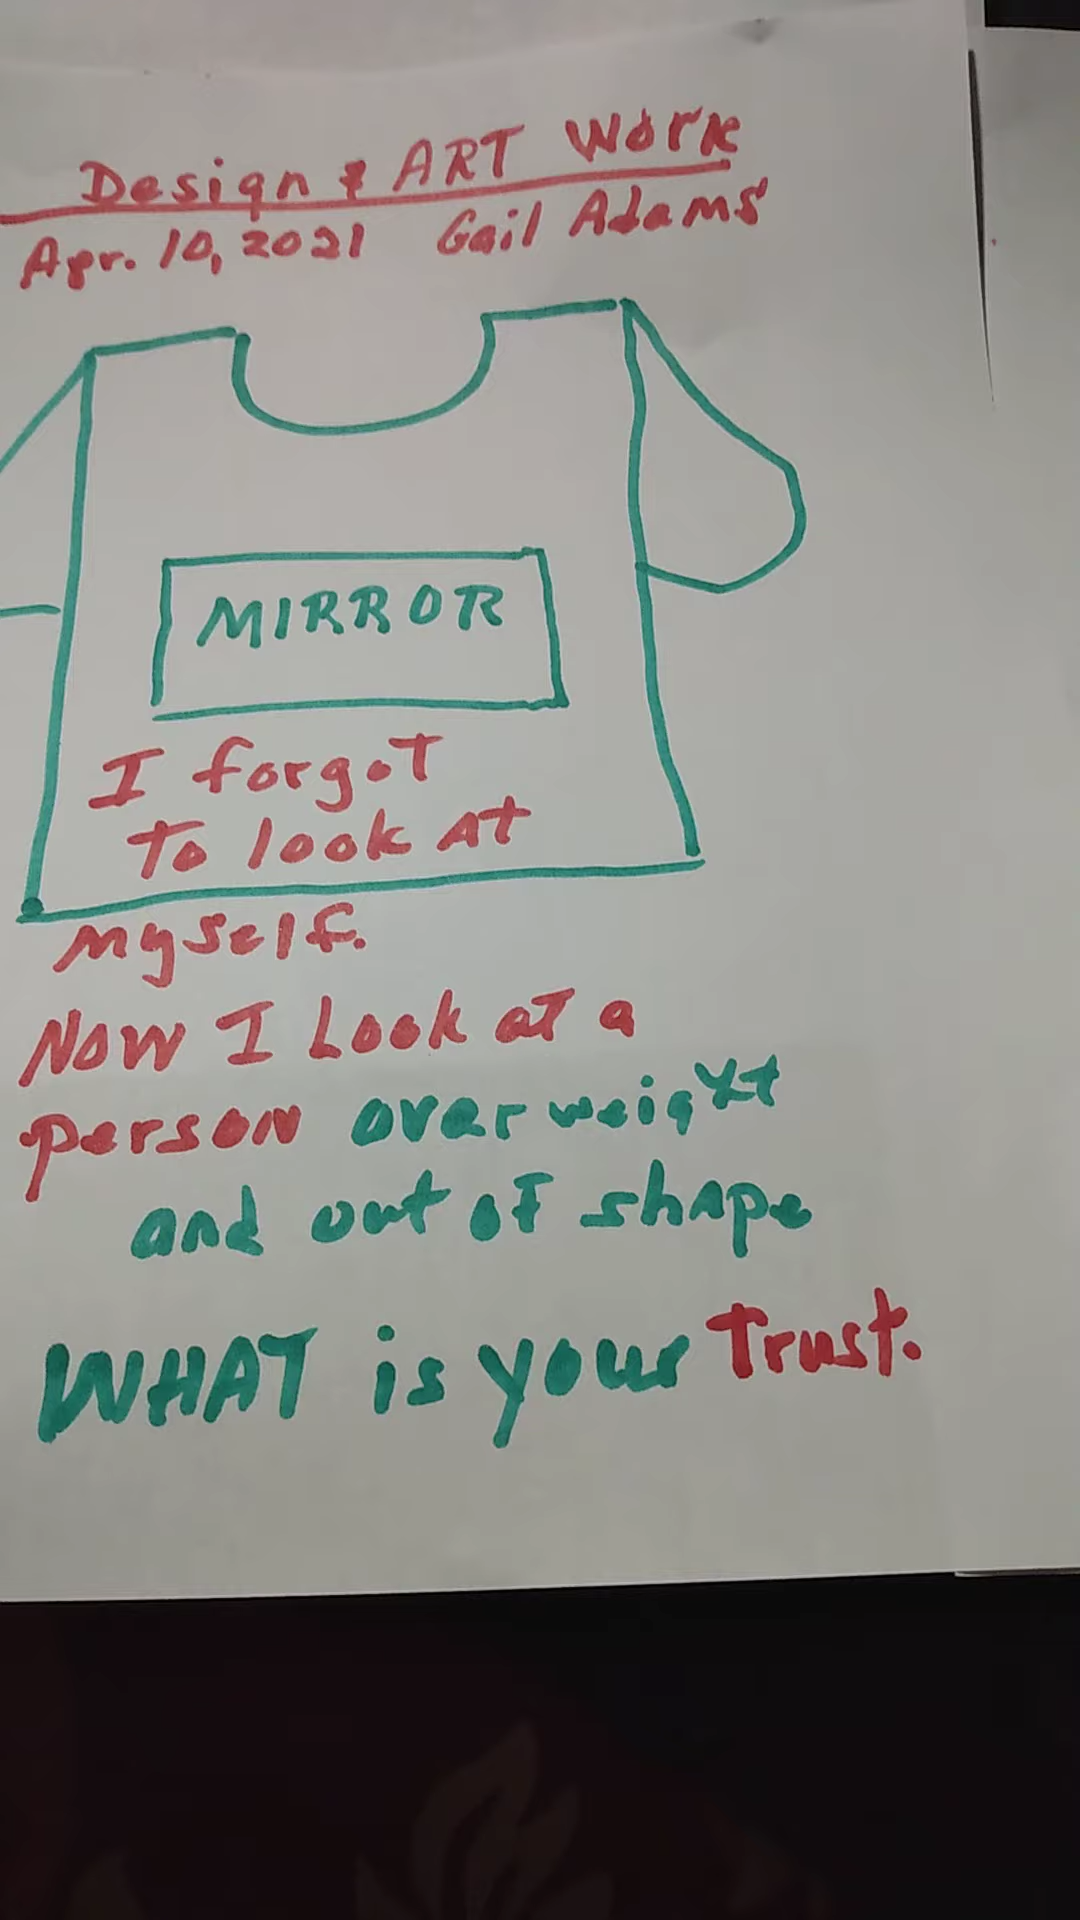 Design & ART Work
Apr. 10, 2021 Gail Adams
MIRROR
I forgot
To look At
myself.
Now I Look at a
person overweight
and out of shape
WHAT is your Trust.